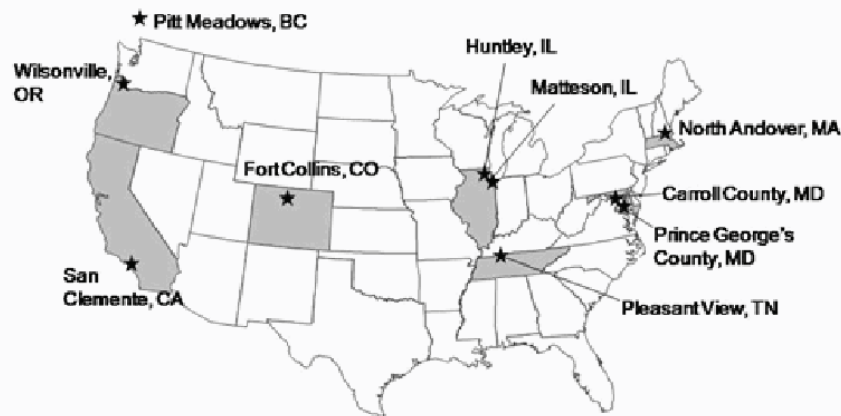 Pitt Meadows, BC
Huntley, IL
Wilsonville,
OR
Matteson, IL
North Andover, MA
Fort Collins, CO
Carroll County, MD
Prince George's
County, MD
San
Clemente, CA
Pleasant View, TN